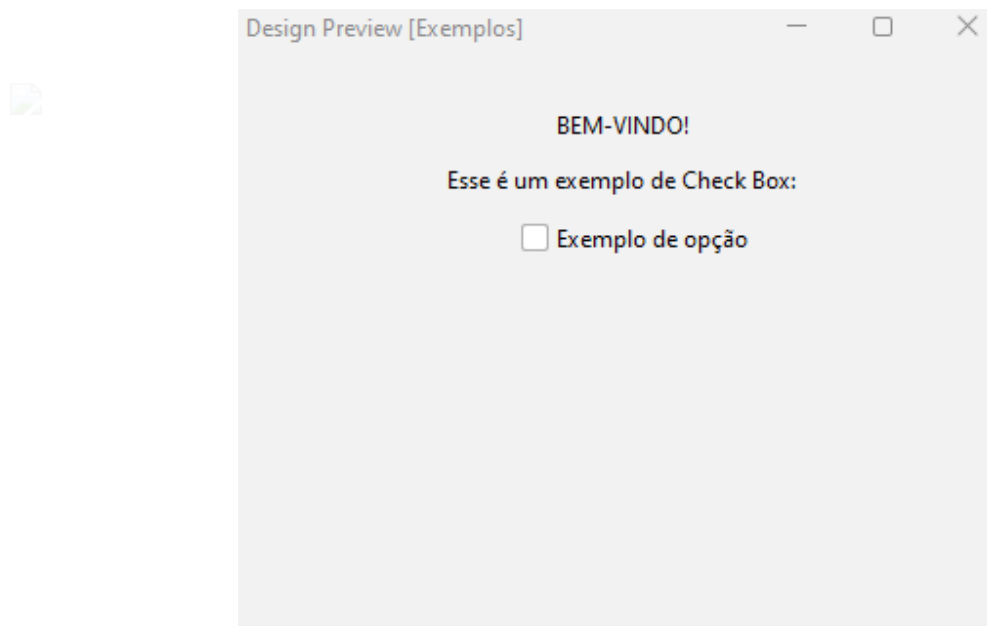 Design Preview [Exemplos]
BEM-VINDO!
Esse é um exemplo de Check Box:
Exemplo de opção